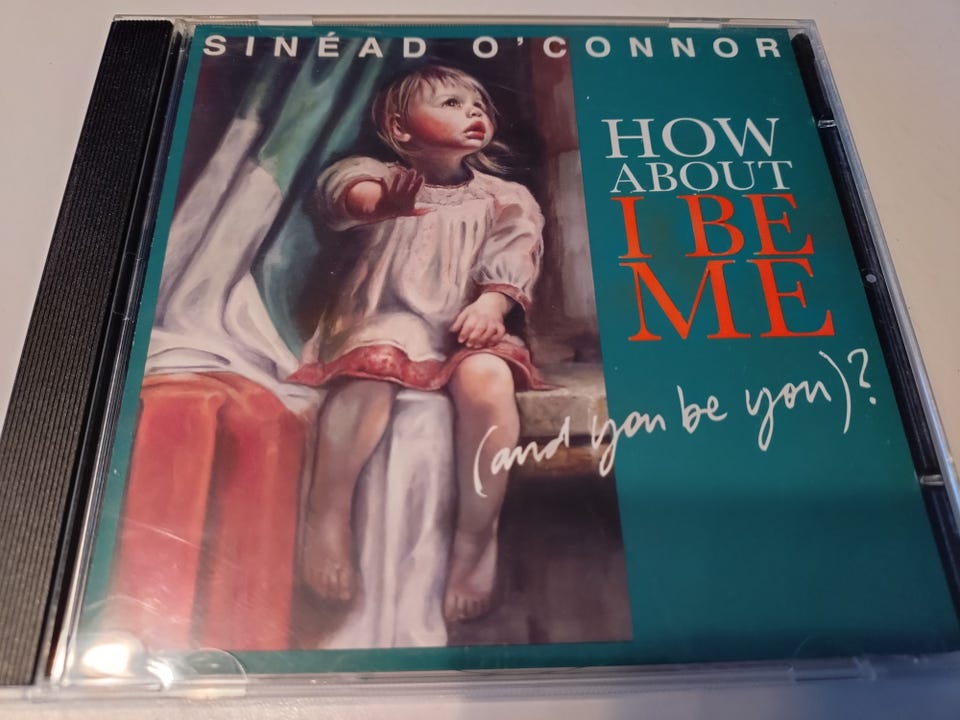 SINÉAD O'CONNOR
HOW
ABOUT
I BE
ME
(and you be you)?